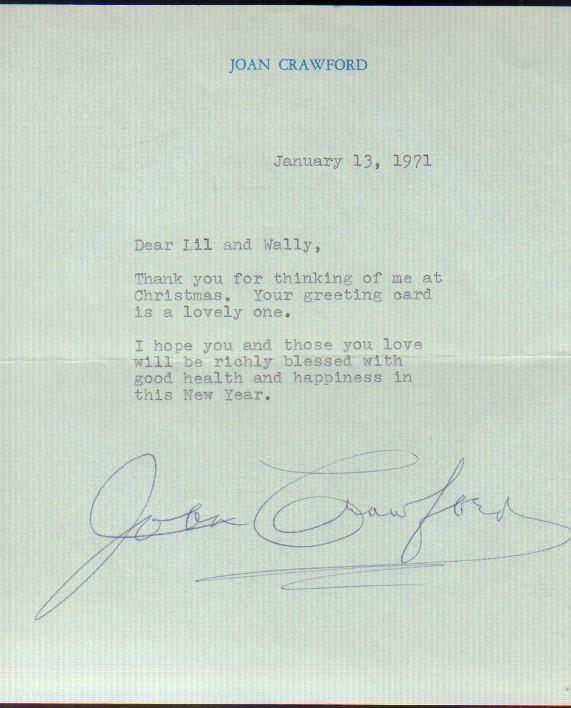 JOAN CRAWFORD
January 13, 1971
Dear Lil and Wally,
Thank you for thinking of me at
Christmas.  Your greeting card
is a lovely one.
I hope you and those you love
will be richly blessed with
good health and happiness in
this New Year.
Joan Crawford